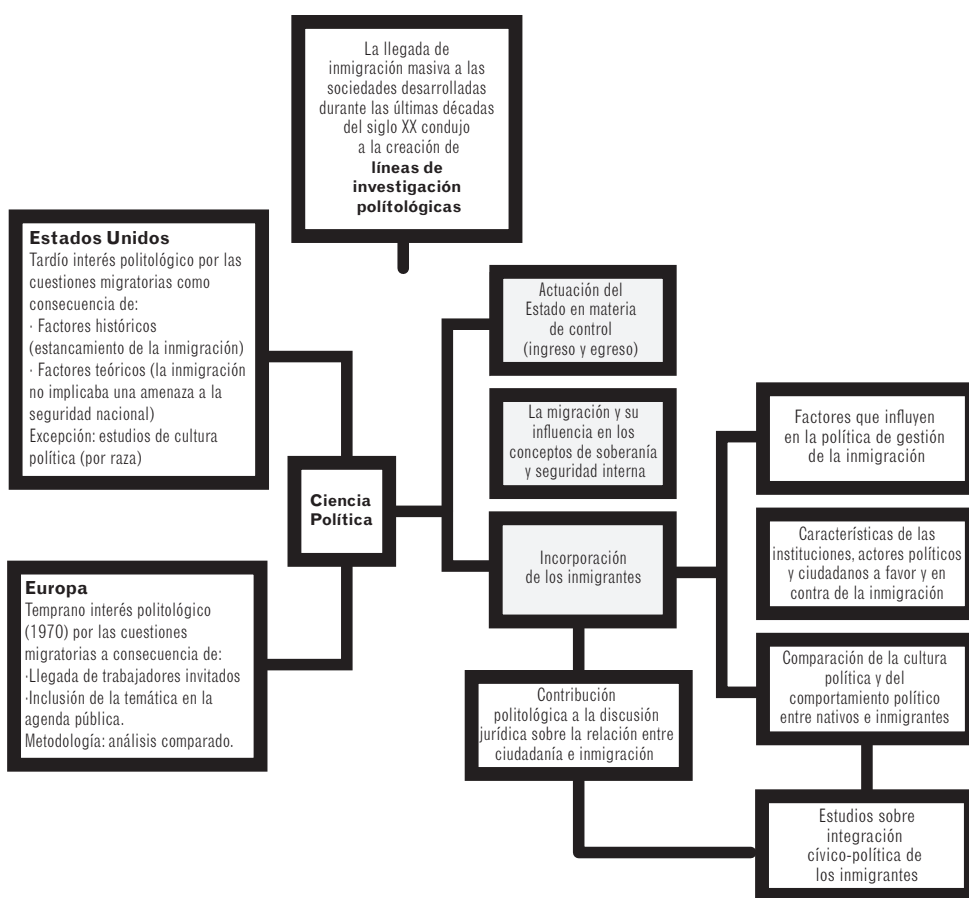 La llegada de
inmigración masiva a las
sociedades desarrolladas
durante las últimas décadas
del siglo XX condujo
a la creación de
líneas de
investigación
polítológicas
Estados Unidos
Tardío interés politológico por las
cuestiones migratorias como
consecuencia de:
· Factores históricos
(estancamiento de la inmigración)
· Factores teóricos (la inmigración
no implicaba una amenaza a la
seguridad nacional)
Excepción: estudios de cultura
política (por raza)
Europa
Temprano interés politológico
(1970) por las cuestiones
migratorias a consecuencia de:
·Llegada de trabajadores invitados
·Inclusión de la temática en la
agenda pública.
Metodología: análisis comparado.
Ciencia
Política
Actuación del
Estado en materia
de control
(ingreso y egreso)
La migración y su
influencia en los
conceptos de soberanía
y seguridad interna
Incorporación
de los inmigrantes
Contribución
politológica a la discusión
jurídica sobre la relación entre
ciudadanía e inmigración
Factores que influyen
en la política de gestión
de la inmigración
Características de las
instituciones, actores políticos
y ciudadanos a favor y en
contra de la inmigración
Comparación de la cultura
política y del
comportamiento político
entre nativos e inmigrantes
Estudios sobre
integración
cívico-política de
los inmigrantes